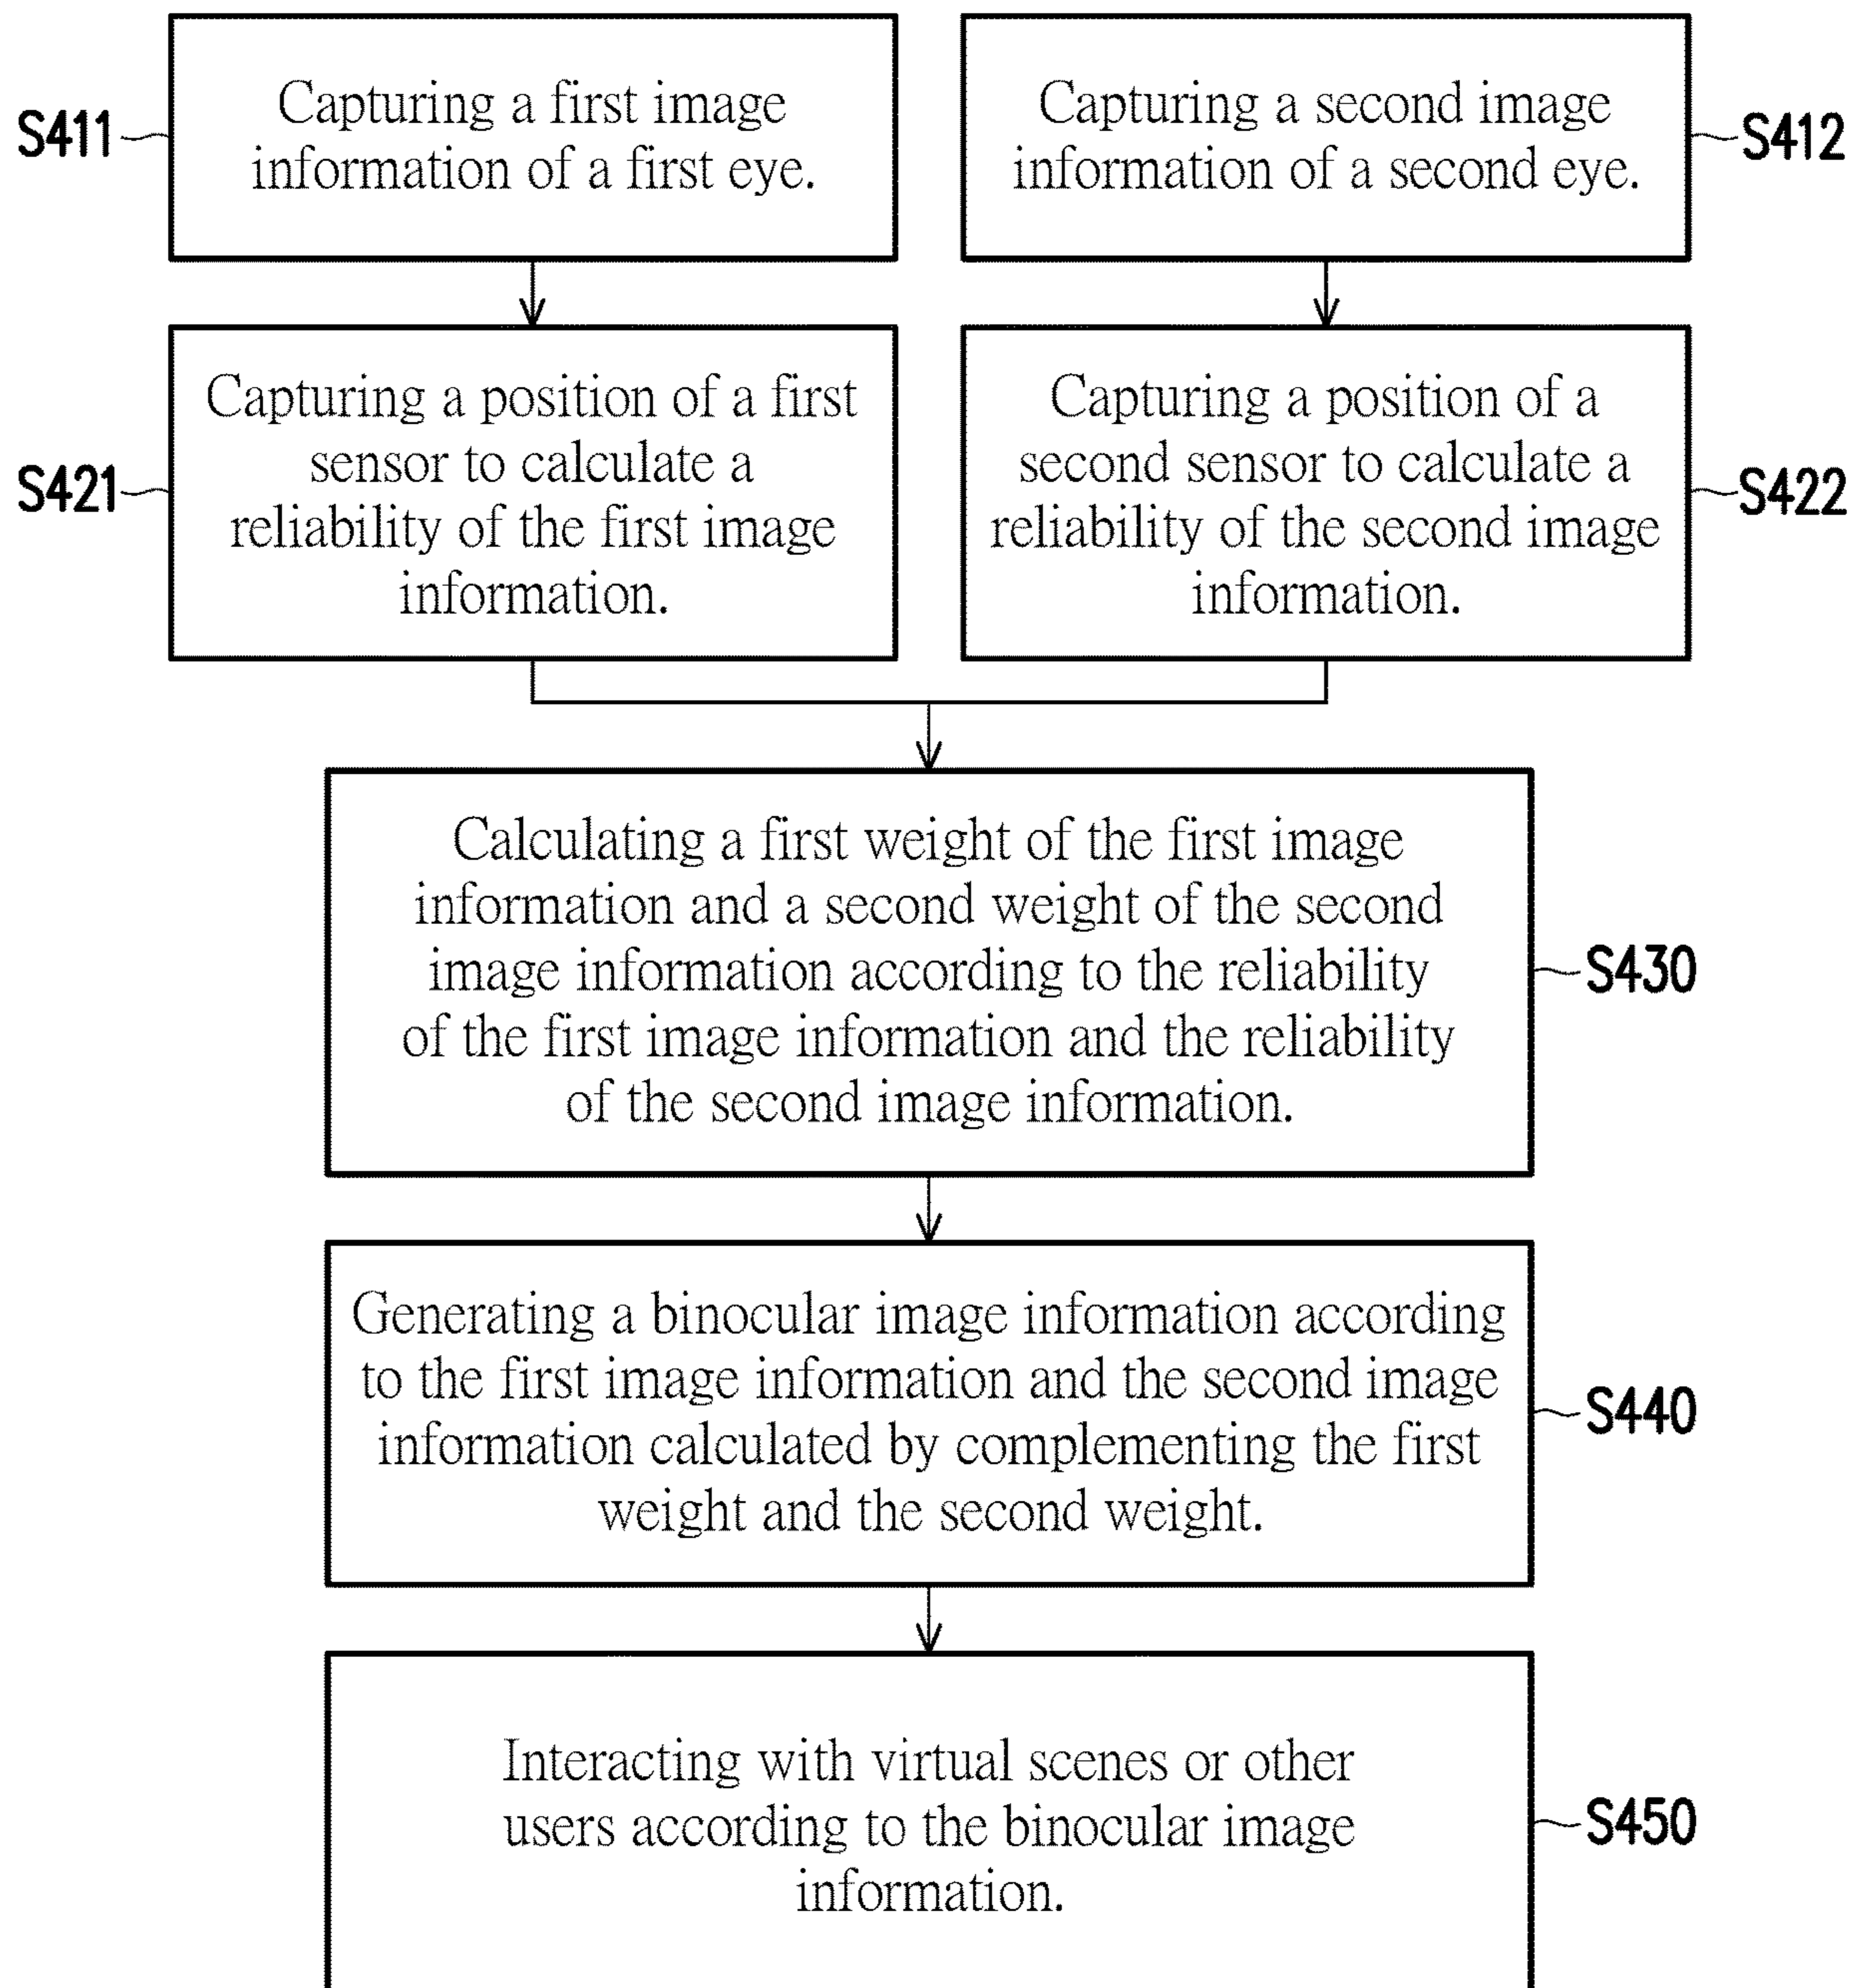 S411
Capturing a first image
information of a first eye.
Capturing a second image
information of a second eye.
S412
S421
Capturing a position of a first
sensor to calculate a
reliability of the first image
information.
Capturing a position of a
second sensor to calculate a
reliability of the second image
information.
S422
Calculating a first weight of the first image
information and a second weight of the second
image information according to the reliability
of the first image information and the reliability
of the second image information.
S430
Generating a binocular image information according
to the first image information and the second image
information calculated by complementing the first
weight and the second weight.
S440
Interacting with virtual scenes or other
users according to the binocular image
information.
S450